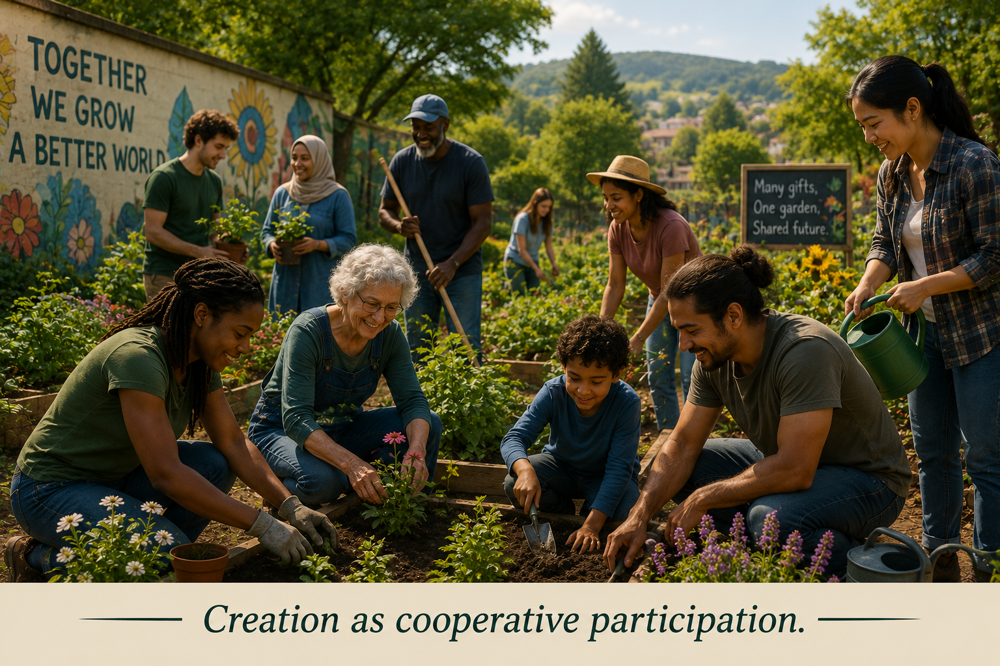 TOGETHER
WE GROW
A BETTER WORLD
Many gifts,
One garden,
Shared future.
Creation as cooperative participation.